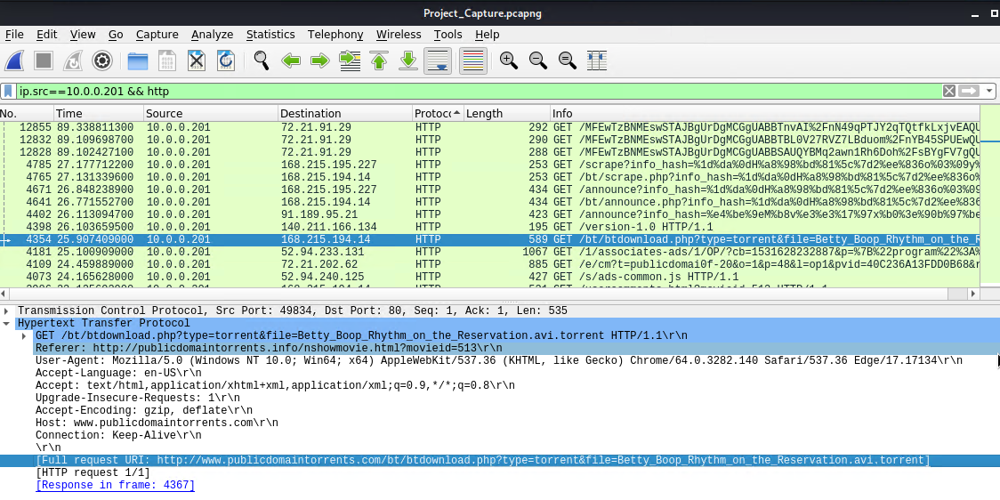 Project_Capture.pcapng
File Edit View Go Capture Analyze Statistics Telephony Wireless Tools Help
ip.src==10.0.0.201 && http
No. Time Source Destination Protoc Length Info
12855 89.338811300 10.0.0.201 72.21.91.29 HTTP 292 GET /MFEwTzBNMEswSTAJBgUrDgMCGgUABBTnvAI%2FnN49qPTJY2qTQtfkLxjvEAQU
12832 89.109698700 10.0.0.201 72.21.91.29 HTTP 290 GET /MFEwTzBNMEswSTAJBgUrDgMCGgUABBTBL0V27RVZ7LBduom%2FnYB45SPUEwQU
12828 89.102427100 10.0.0.201 72.21.91.29 HTTP 288 GET /MFEwTzBNMEswSTAJBgUrDgMCGgUABBSAUQYBMq2awn1Rh6Doh%2FsBYgFV7gQU
4785 27.177712200 10.0.0.201 168.215.195.227 HTTP 253 GET /scrape?info_hash=%1d%da%0dH%a8%98%bd%81%5c%7d2%ee%836o%03%09y%
4765 27.131339600 10.0.0.201 168.215.194.14 HTTP 253 GET /bt/scrape.php?info_hash=%1d%da%0dH%a8%98%bd%81%5c%7d2%ee%836o%
4671 26.848238900 10.0.0.201 168.215.195.227 HTTP 434 GET /announce?info_hash=%1d%da%0dH%a8%98%bd%81%5c%7d2%ee%836o%03%09
4641 26.771552700 10.0.0.201 168.215.194.14 HTTP 434 GET /bt/announce.php?info_hash=%1d%da%0dH%a8%98%bd%81%5c%7d2%ee%836
4402 26.113094700 10.0.0.201 91.189.95.21 HTTP 423 GET /announce?info_hash=%e4%be%9eM%b8v%e3%e3%17%97x%b0%3e%90b%97%be
4398 26.103659500 10.0.0.201 140.211.166.134 HTTP 197 GET /version-1.0 HTTP/1.1
4354 25.907409000 10.0.0.201 168.215.194.14 HTTP 589 GET /bt/btdownload.php?type=torrent&file=Betty_Boop_Rhythm_on_the_R
4181 25.100909000 10.0.0.201 52.94.233.131 HTTP 1067 GET /1/associates-ads/1/OP/?cb=1531628232887&p=%7B%22program%22%3A%
4109 24.459889000 10.0.0.201 72.21.202.62 HTTP 885 GET /e/cm?t=publicdomai0f-20&o=1&p=48&l=op1&pvid=40C236A13FDD0B68&r
4073 24.165628000 10.0.0.201 52.94.240.125 HTTP 427 GET /s/ads-common.js HTTP/1.1
Transmission Control Protocol, Src Port: 49834, Dst Port: 80, Seq: 1, Ack: 1, Len: 535
Hypertext Transfer Protocol
GET /bt/btdownload.php?type=torrent&file=Betty_Boop_Rhythm_on_the_Reservation.avi.torrent HTTP/1.1\r\n
Referer: http://publicdomaintorrents.info/nshowmovie.html?movieid=513\r\n
User-Agent: Mozilla/5.0 (Windows NT 10.0; Win64; x64) AppleWebKit/537.36 (KHTML, like Gecko) Chrome/64.0.3282.140 Safari/537.36 Edge/17.17134\r\n
Accept-Language: en-US\r\n
Accept: text/html,application/xhtml+xml,application/xml;q=0.9,*/*;q=0.8\r\n
Upgrade-Insecure-Requests: 1\r\n
Accept-Encoding: gzip, deflate\r\n
Host: www.publicdomaintorrents.com\r\n
Connection: Keep-Alive\r\n
\r\n
[Full request URI: http://www.publicdomaintorrents.com/bt/btdownload.php?type=torrent&file=Betty_Boop_Rhythm_on_the_Reservation.avi.torrent]
[HTTP request 1/1]
[Response in frame: 4367]